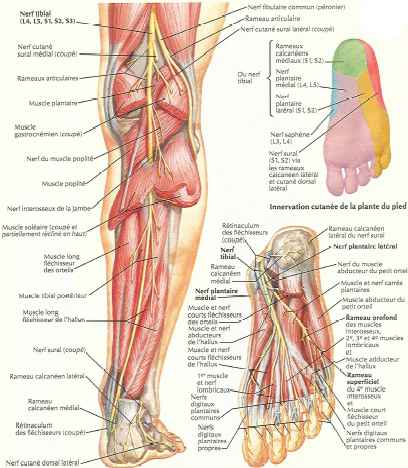 Nerf tibial
(L4, L5, S1, S2, S3)
Nerf cutané
sural médial (coupé)
Rameaux articulaires
Muscle plantaire
Muscle
gastrocnémien (coupé)
Nerf du muscle poplité
Muscle poplité
Nerf interosseux de la jambe
Muscle soléaire (coupé et
partiellement récliné en haut)
Muscle long
fléchisseur
des orteils
Muscle tibial postérieur
Muscle long
fléchisseur de l'hallux
Nerf sural (coupé)
Rameau calcanéen latéral
Rameau
calcanéen médial
Rétinaculum
des fléchisseurs (coupé)
Nerf cutané dorsal latéral
Nerf fibulaire commun (péronier)
Rameau articulaire
Nerf cutané sural latéral (coupé)
Du nerf
tibial
Rameaux
calcanéens
médiaux (S1, S2)
Nerf
plantaire
médial (L4, L5)
Nerf
plantaire
latéral (S1, S2)
Nerf saphène
(L3, L4)
Nerf sural
(S1, S2) via
les rameaux
calcanéen latéral
et cutané dorsal
latéral
Innervation cutanée de la plante du pied
Rétinaculum
des fléchisseurs
(coupé)
Nerf
tibial
Rameau
calcanéen
médial
Nerf plantaire
médial
Muscle et nerf
courts fléchisseurs
des orteils
Muscle et nerf
abducteurs
de l'hallux
Muscle et nerf
courts fléchisseurs
de l'hallux
1er muscle
et nerf
lombricaux
Nerfs
digitaux
plantaires
communs
Nerfs
digitaux
plantaires
propres
Rameau calcanéen
latéral du nerf sural
Nerf plantaire latéral
Nerf du muscle
abducteur du petit orteil
Muscle et nerf carrés
plantaires
Muscle abducteur du
petit orteil
Rameau profond
des muscles
interosseux,
2e, 3e et 4e muscles
lombricaux
et
Muscle adducteur
de l'hallux
Rameau
superficiel
du 4e muscle
interosseux
et
Muscle court
fléchisseur
du petit orteil
Nerfs digitaux
plantaires communs
et propres